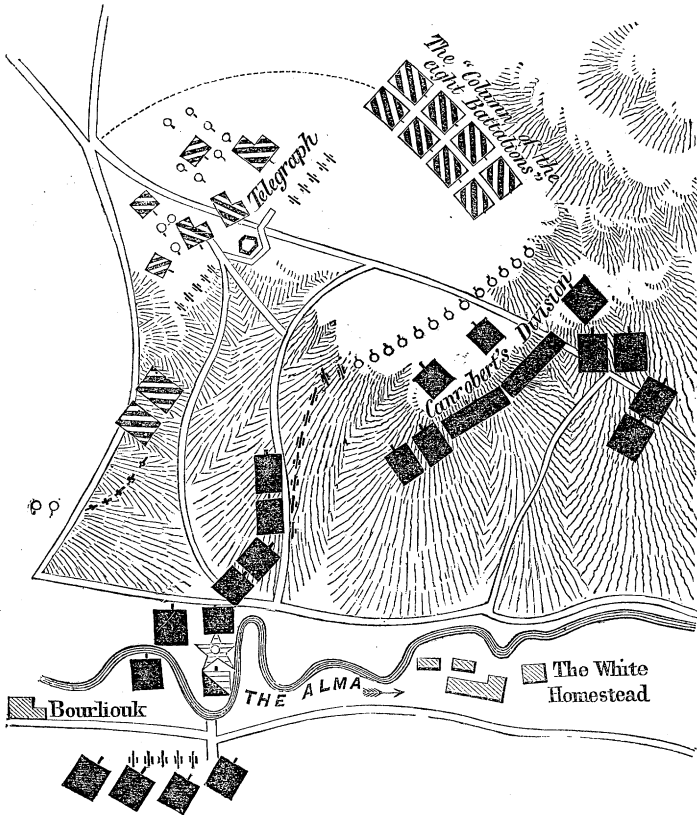 The "Column of the
eight Battalions"
Telegraph
Canrobert's Division
A
THE ALMA
The White
Homestead
Bourliouk